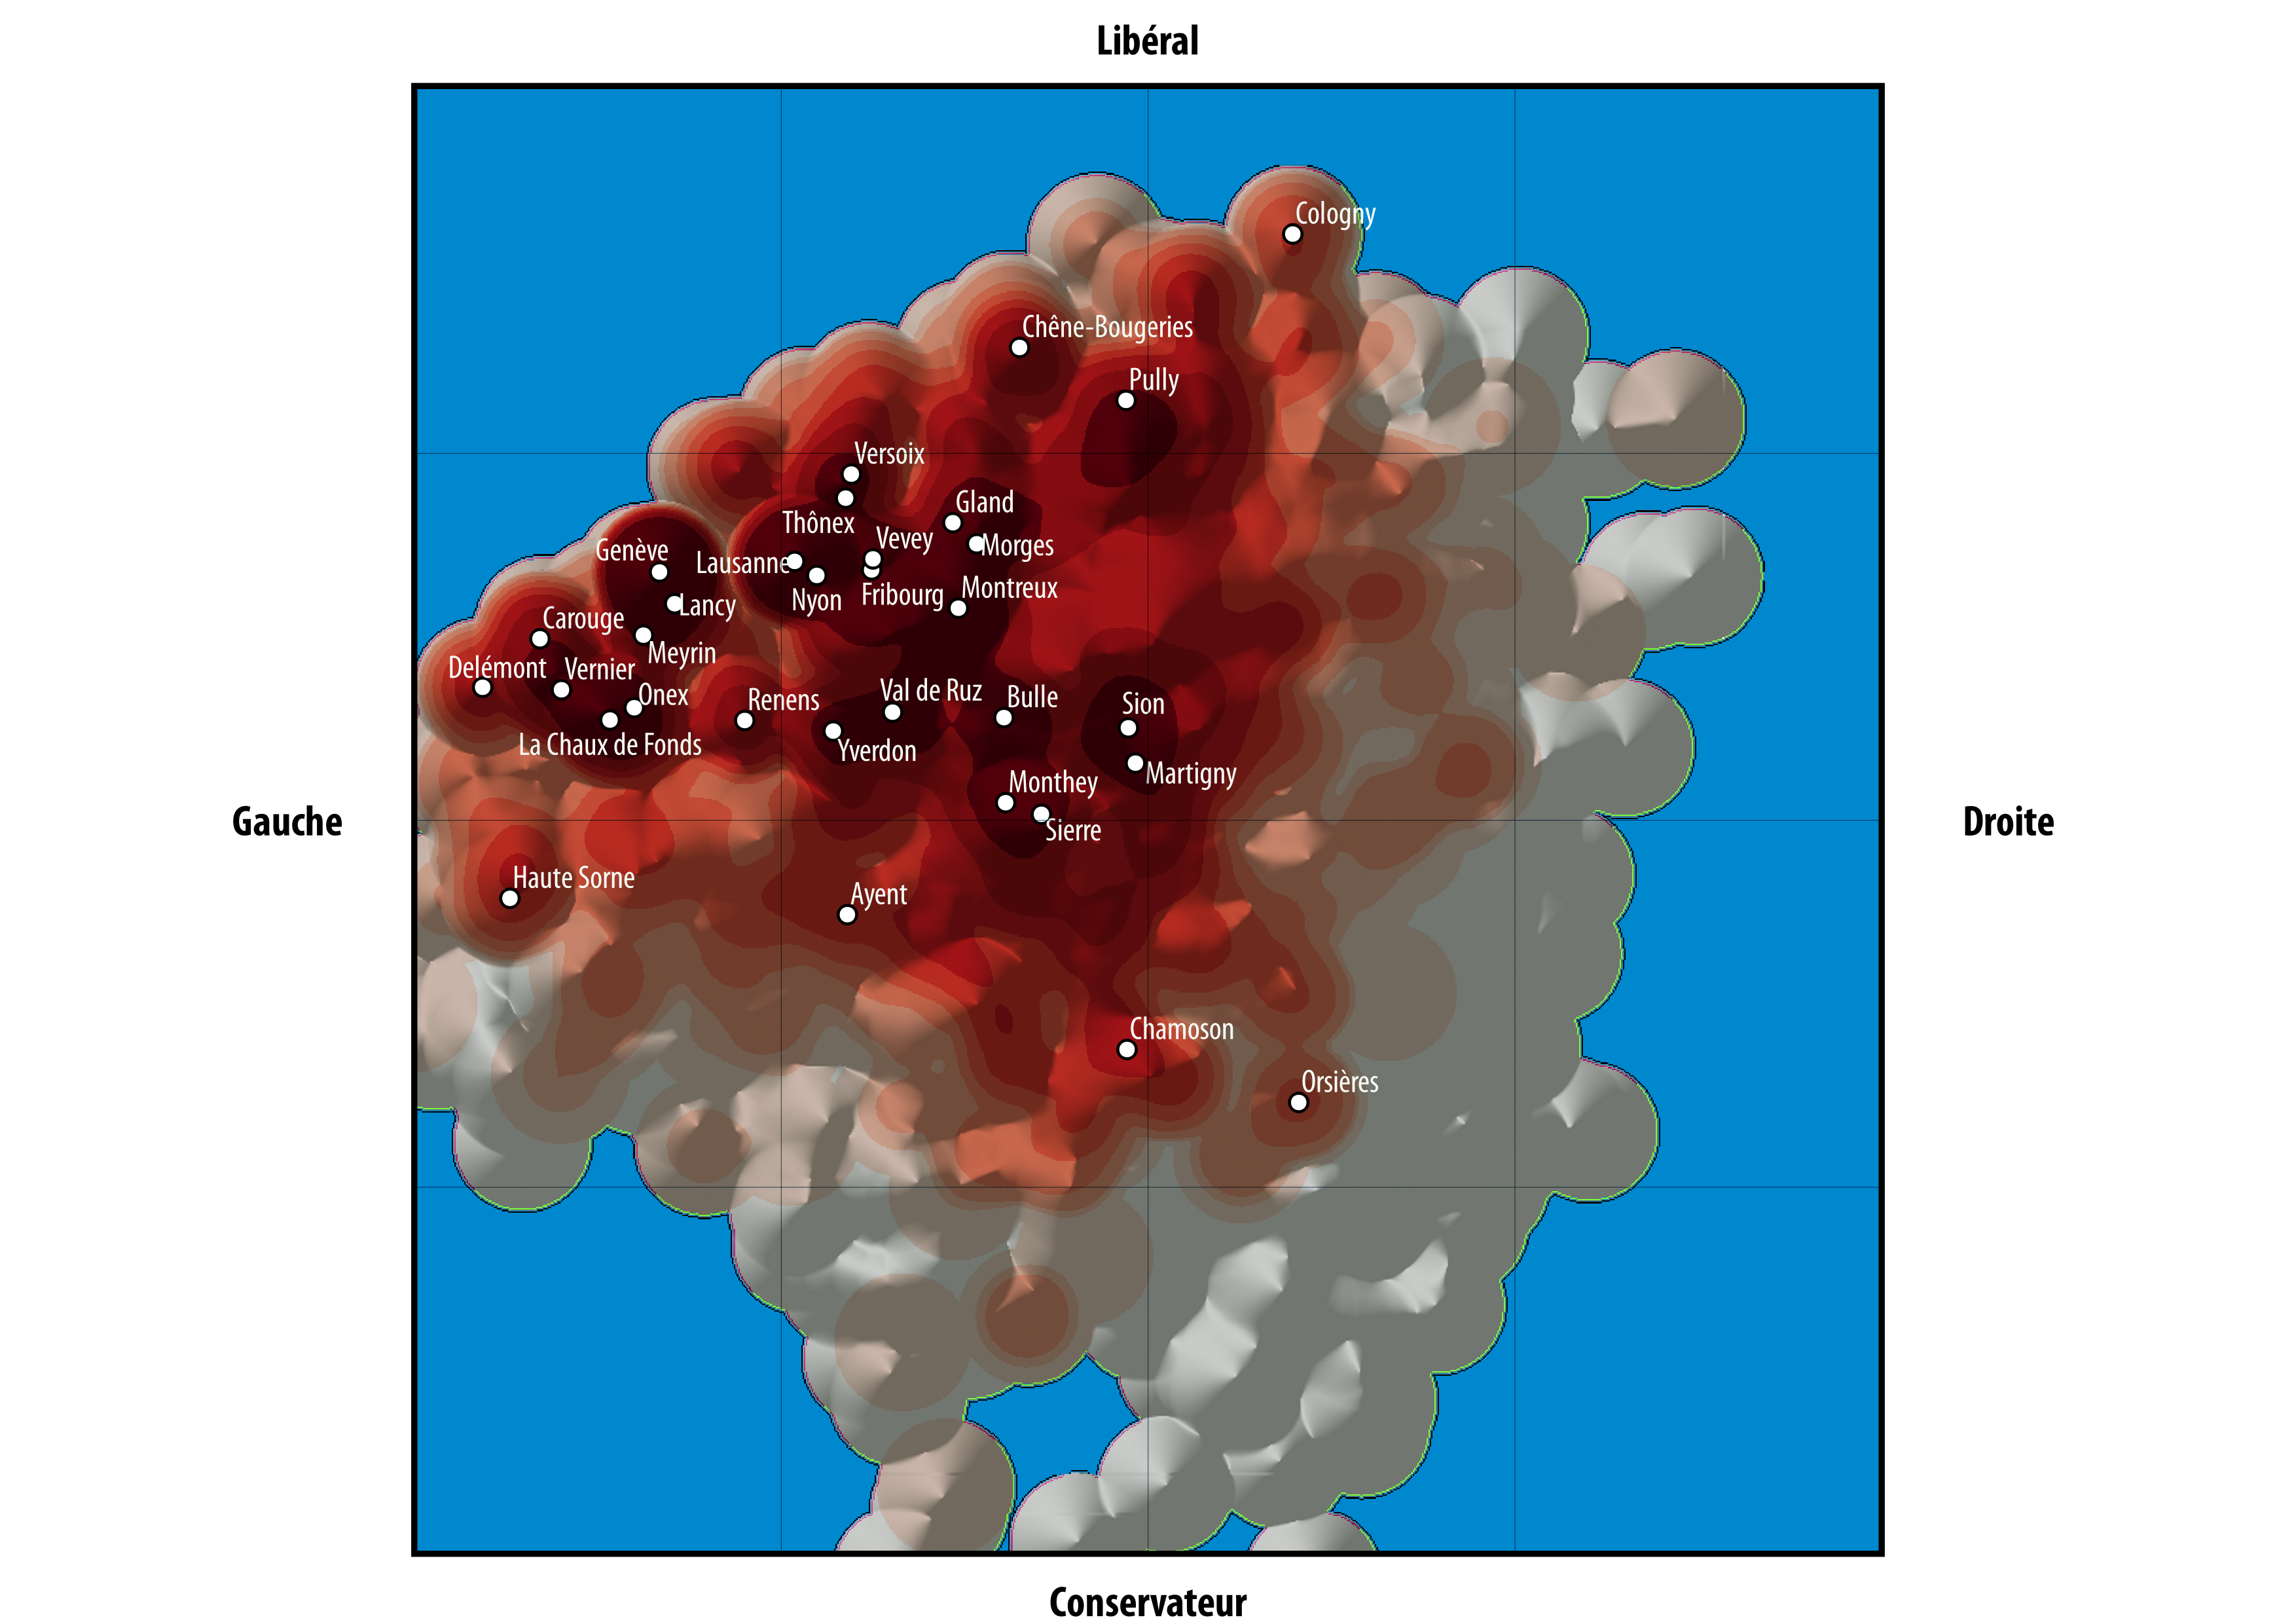 Libéral
Cologny
Chêne-Bougeries
Pully
Versoix
Gland
Thônex
Vevey
Morges
Genève
Lausanne
Montreux
Nyon
Fribourg
Lancy
Carouge
Meyrin
Delémont
Vernier
Onex
Renens
Val de Ruz
Bulle
Sion
La Chaux de Fonds
Yverdon
Martigny
Monthey
Gauche
Droite
Sierre
Haute Sorne
Ayent
Chamoson
Orsières
Conservateur